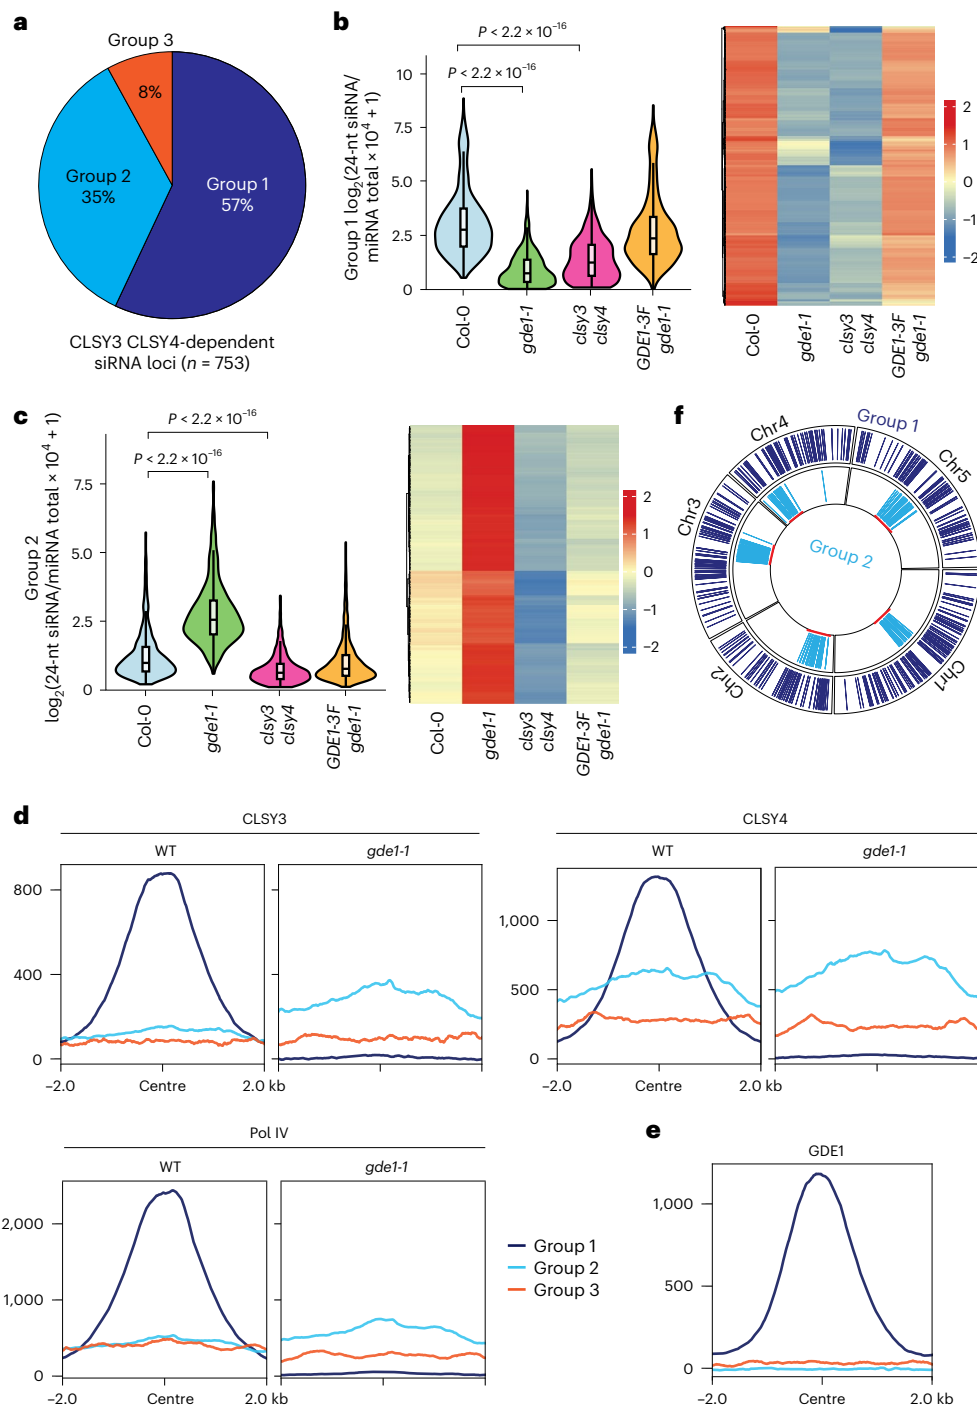 a
Group 3
8%
Group 2
35%
Group 1
57%
CLSY3 CLSY4-dependent
siRNA loci (n = 753)
b
P < 2.2 × 10⁻¹⁶
P < 2.2 × 10⁻¹⁶
Group 1 log₂(24-nt siRNA/
miRNA total × 10⁴ + 1)
10
7.5
5.0
2.5
0
Col-0
gde1-1
clsy3
clsy4
GDE1-3F
gde1-1
Col-0
gde1-1
clsy3
clsy4
GDE1-3F
gde1-1
2
1
0
−1
−2
c
P < 2.2 × 10⁻¹⁶
P < 2.2 × 10⁻¹⁶
Group 2
log₂(24-nt siRNA/miRNA total × 10⁴ + 1)
7.5
5.0
2.5
0
Col-0
gde1-1
clsy3
clsy4
GDE1-3F
gde1-1
Col-0
gde1-1
clsy3
clsy4
GDE1-3F
gde1-1
2
1
0
−1
−2
f
Group 1
Chr4
Chr5
Chr3
Group 2
Chr2
Chr1
d
CLSY3
WT
gde1-1
800
400
0
−2.0
Centre
2.0 kb
CLSY4
WT
gde1-1
1,000
500
0
−2.0
Centre
2.0 kb
Pol IV
WT
gde1-1
2,000
1,000
0
−2.0
Centre
2.0 kb
Group 1
Group 2
Group 3
e
GDE1
1,000
500
0
−2.0
Centre
2.0 kb